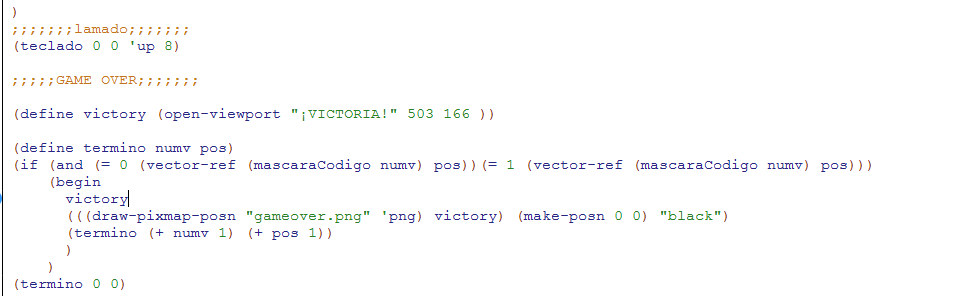 )
;;;;;;;lamado;;;;;;;
(teclado 0 0 'up 8)
;;;;;GAME OVER;;;;;;;
(define victory (open-viewport "¡VICTORIA!" 503 166 ))
(define termino numv pos)
(if (and (= 0 (vector-ref (mascaraCodigo numv) pos))(= 1 (vector-ref (mascaraCodigo numv) pos)))
(begin
victory
(((draw-pixmap-posn "gameover.png" 'png) victory) (make-posn 0 0) "black")
(termino (+ numv 1) (+ pos 1))
)
)
(termino 0 0)